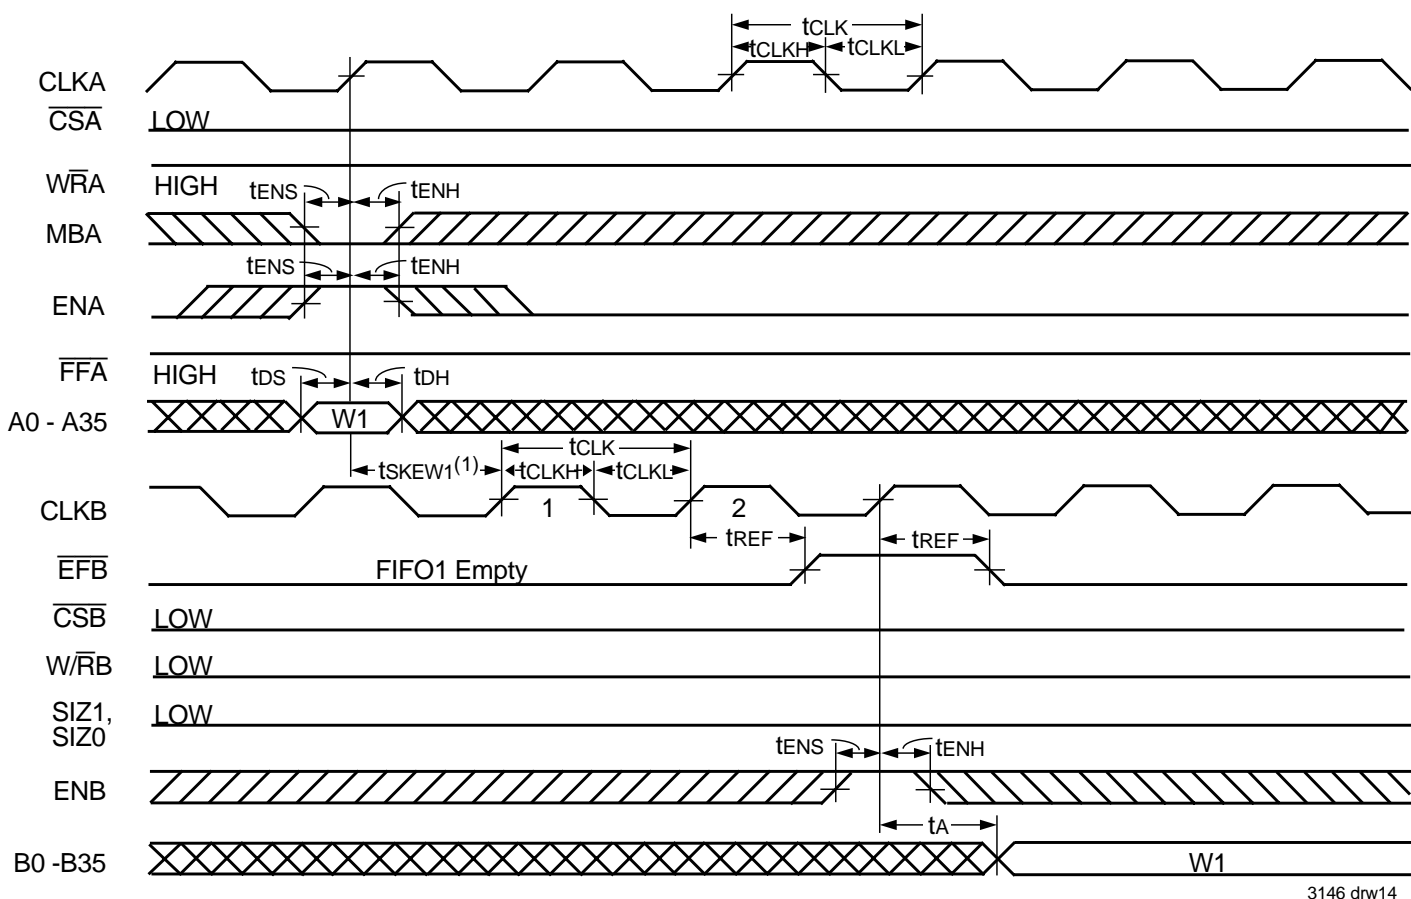 tCLK
tCLKH tCLKL
CLKA
CSA LOW
WRA HIGH tENS tENH
MBA
tENS tENH
ENA
FFA HIGH tDS tDH
A0 - A35 W1
tCLK
tSKEW1(1) tCLKH tCLKL
CLKB 1 2
tREF tREF
EFB FIFO1 Empty
CSB LOW
W/RB LOW
SIZ1, LOW
SIZ0
tENS tENH
ENB
tA
B0 -B35 W1
3146 drw14